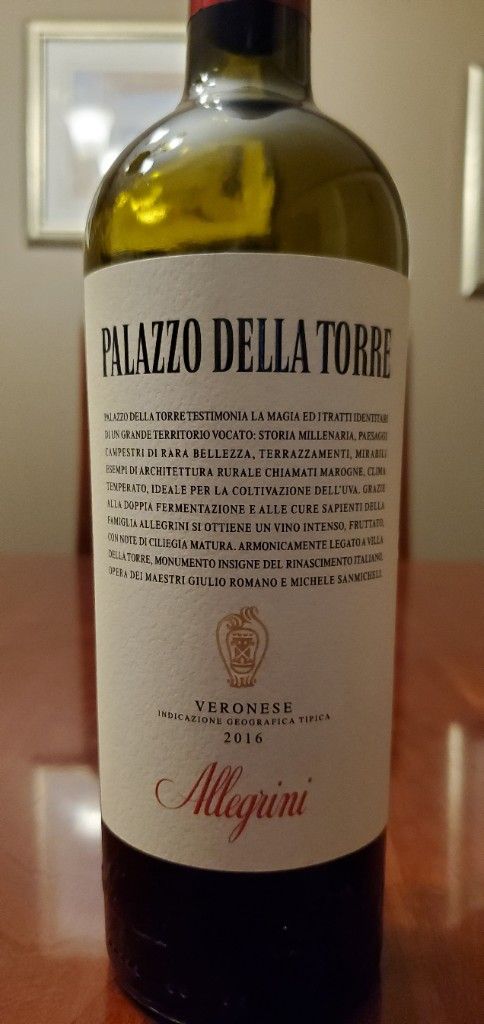 PALAZZO DELLA TORRE
PALAZZO DELLA TORRE TESTIMONIA LA MAGIA ED I TRATTI IDENTITARI
DI UN GRANDE TERRITORIO VOCATO: STORIA MILLENARIA, PAESAGGI
CAMPESTRI DI RARA BELLEZZA, TERRAZZAMENTI, MIRABILI
ESEMPI DI ARCHITETTURA RURALE CHIAMATI MAROGNE, CLIMA
TEMPERATO, IDEALE PER LA COLTIVAZIONE DELL'UVA. GRAZIE
ALLA DOPPIA FERMENTAZIONE E ALLE CURE SAPIENTI DELLA
FAMIGLIA ALLEGRINI SI OTTIENE UN VINO INTENSO, FRUTTATO,
CON NOTE DI CILIEGIA MATURA. ARMONICAMENTE LEGATO A VILLA
DELLA TORRE, MONUMENTO INSIGNE DEL RINASCIMENTO ITALIANO,
OPERA DEI MAESTRI GIULIO ROMANO E MICHELE SANMICHELI.
VERONESE
INDICAZIONE GEOGRAFICA TIPICA
2016
Allegrini